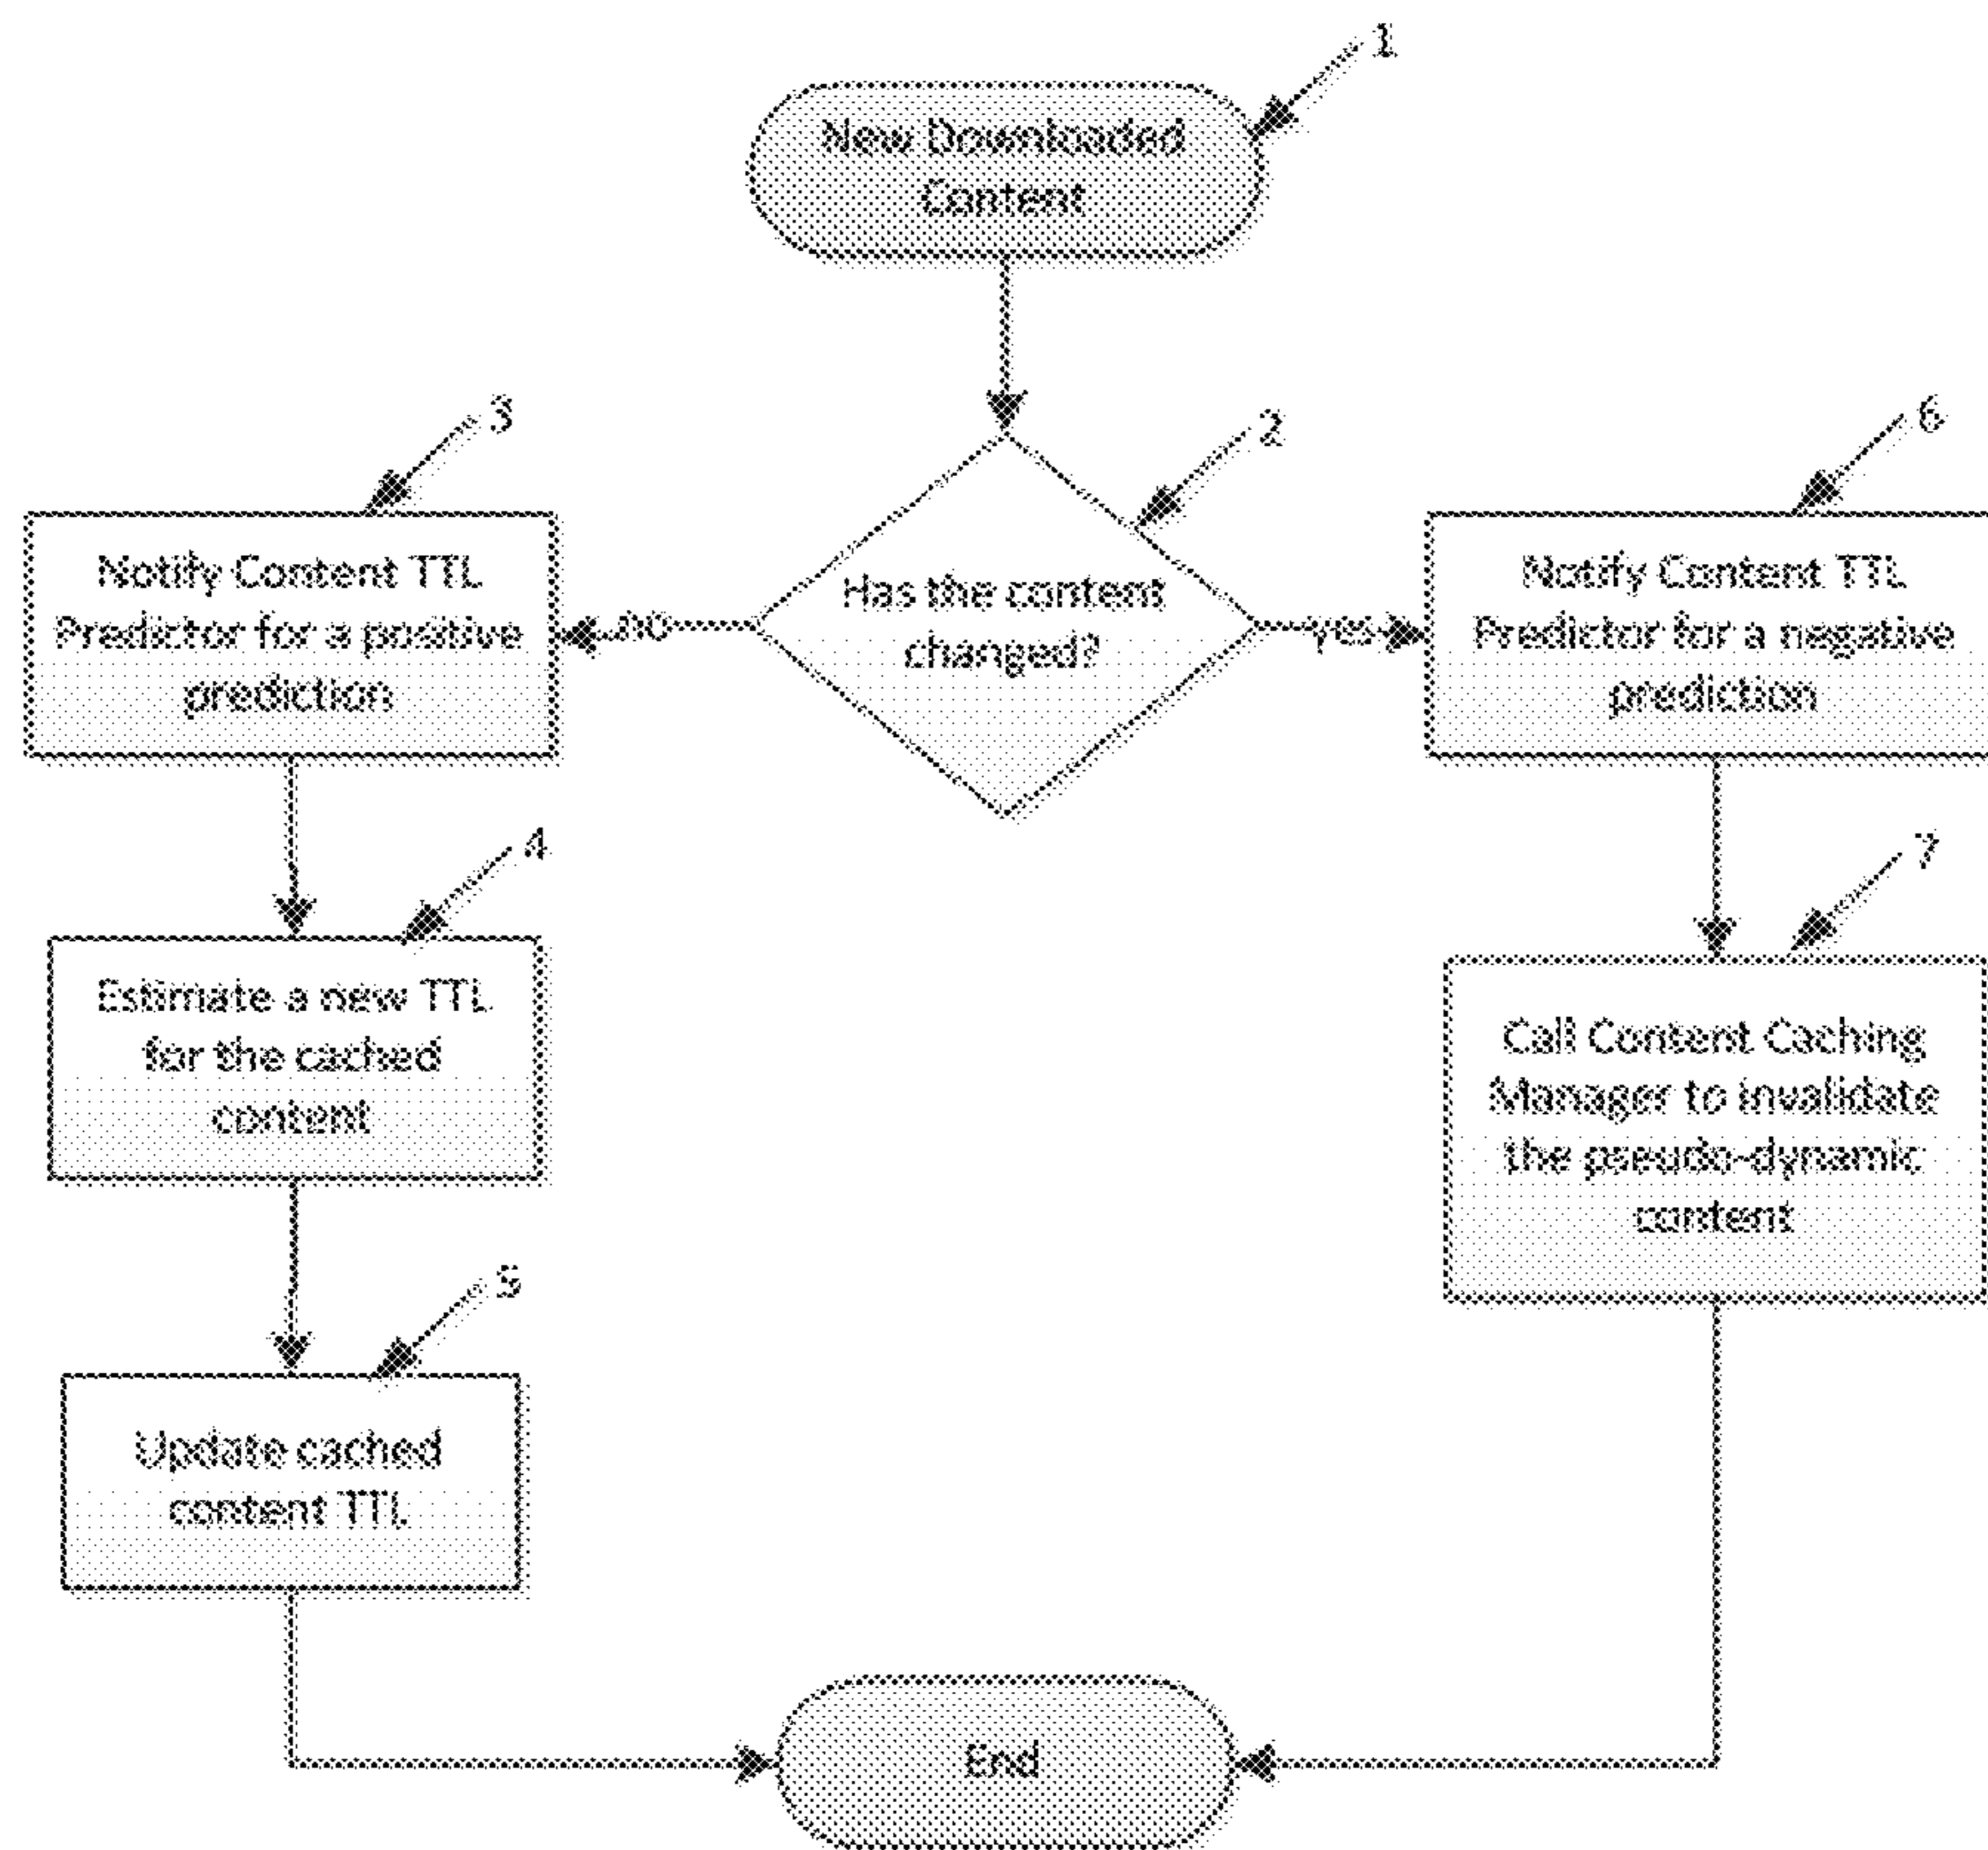 1
New Downloaded
Content
2
Has the content
changed?
no
yes
3
Notify Content TTL
Predictor for a positive
prediction
4
Estimate a new TTL
for the cached
content
5
Update cached
content TTL
6
Notify Content TTL
Predictor for a negative
prediction
7
Call Content Caching
Manager to invalidate
the pseudo-dynamic
content
End